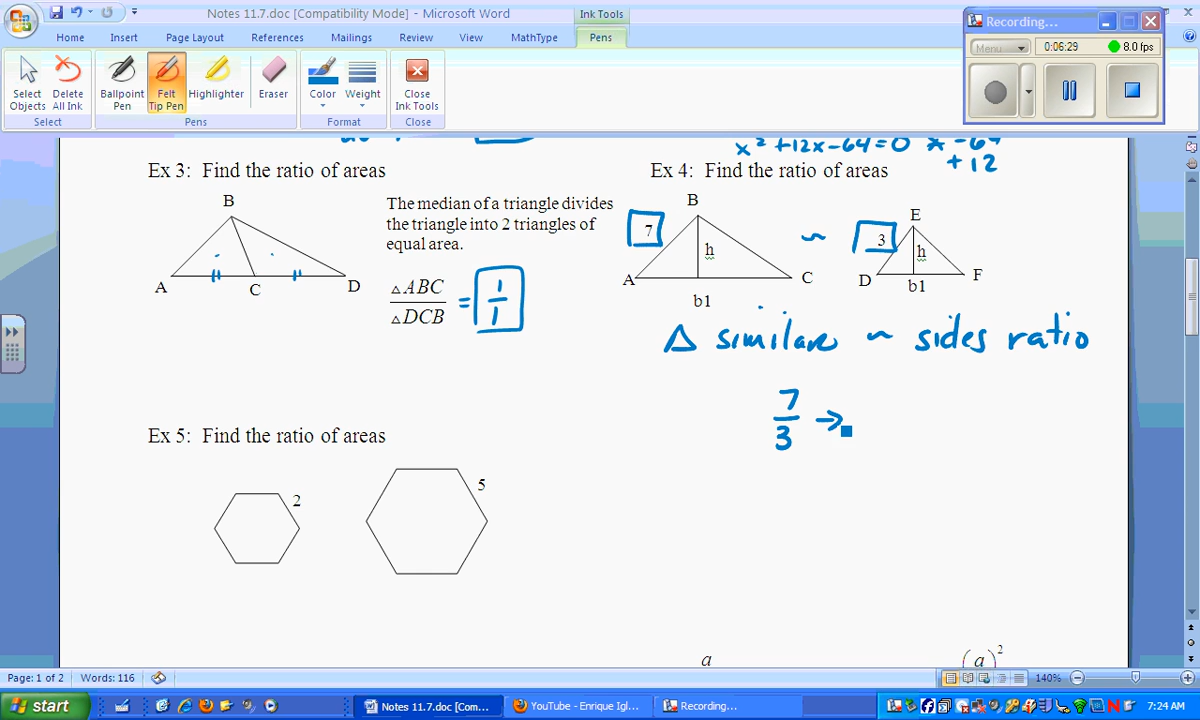 Notes 11.7.doc [Compatibility Mode] - Microsoft Word
Ink Tools
Home Insert Page Layout References Mailings Review View MathType Pens
Select Objects
Delete All Ink
Ballpoint Pen
Felt Tip Pen
Highlighter
Eraser
Color
Weight
Close Ink Tools
Select
Pens
Format
Close
Recording...
Menu
0:06:29
8.0 fps
x² +12x-64=0
-64
+12
Ex 3: Find the ratio of areas
B
A
C
D
The median of a triangle divides
the triangle into 2 triangles of
equal area.
△ABC
△DCB
=
1
1
Ex 4: Find the ratio of areas
B
7
h
A
C
b1
~
E
3
h
D
F
b1
Δ similar ~ sides ratio
7
3
→
Ex 5: Find the ratio of areas
2
5
a
(a)²
Page: 1 of 2
Words: 116
140%
start
Notes 11.7.doc [Com...
YouTube - Enrique Igl...
Recording...
7:24 AM